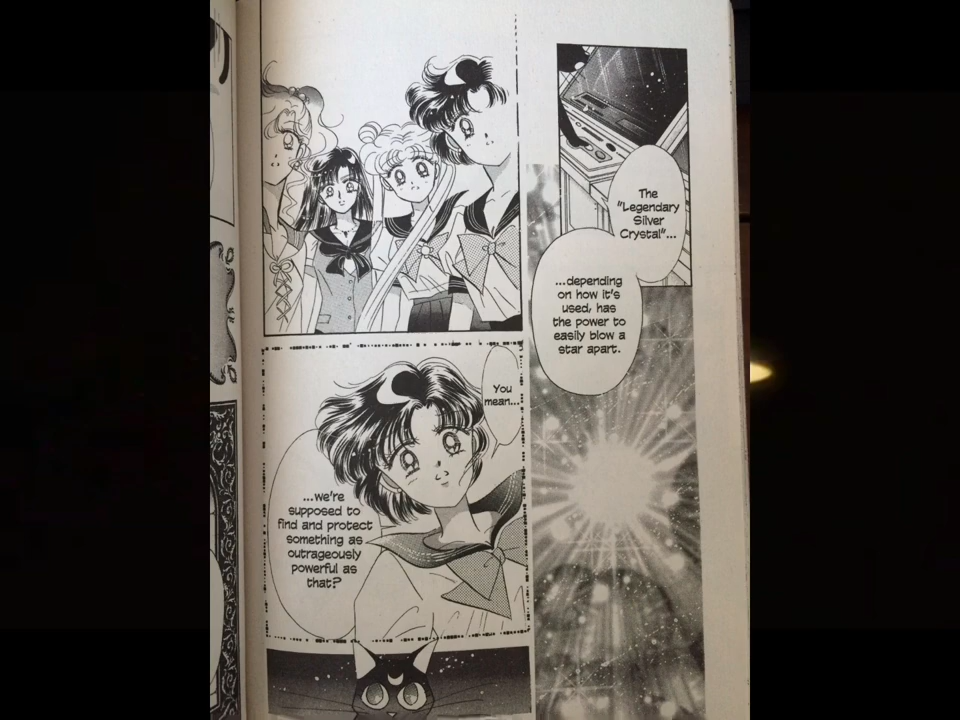 The
"Legendary
Silver
Crystal"...
...depending
on how it's
used, has
the power to
easily blow a
star apart.
You
mean...
...we're
supposed to
find and protect
something as
outrageously
powerful as
that?